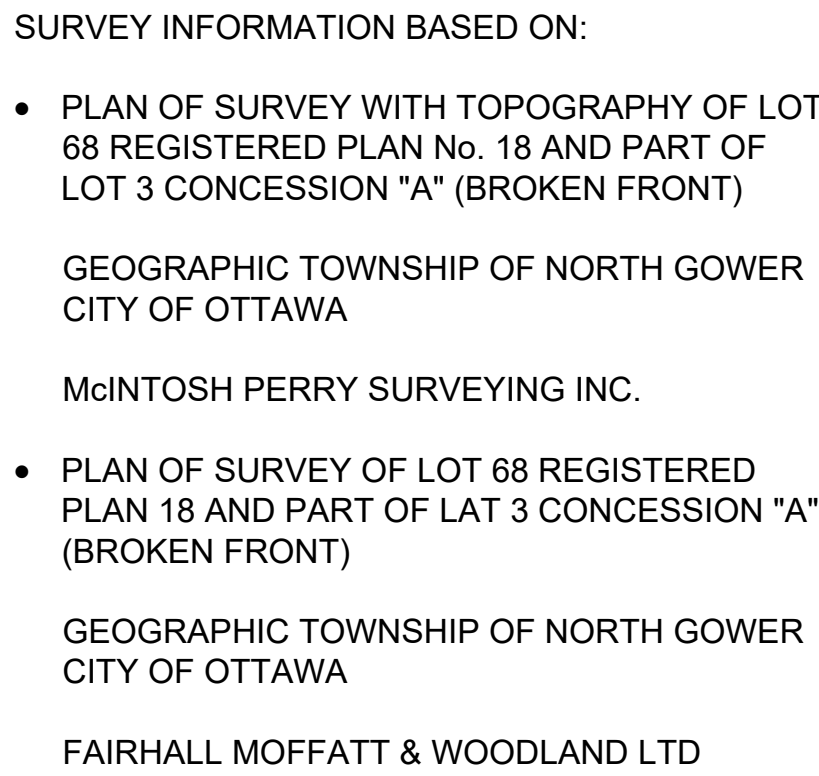 SURVEY INFORMATION BASED ON:
• PLAN OF SURVEY WITH TOPOGRAPHY OF LOT
68 REGISTERED PLAN No. 18 AND PART OF
LOT 3 CONCESSION "A" (BROKEN FRONT)
GEOGRAPHIC TOWNSHIP OF NORTH GOWER
CITY OF OTTAWA
McINTOSH PERRY SURVEYING INC.
• PLAN OF SURVEY OF LOT 68 REGISTERED
PLAN 18 AND PART OF LAT 3 CONCESSION "A"
(BROKEN FRONT)
GEOGRAPHIC TOWNSHIP OF NORTH GOWER
CITY OF OTTAWA
FAIRHALL MOFFATT & WOODLAND LTD